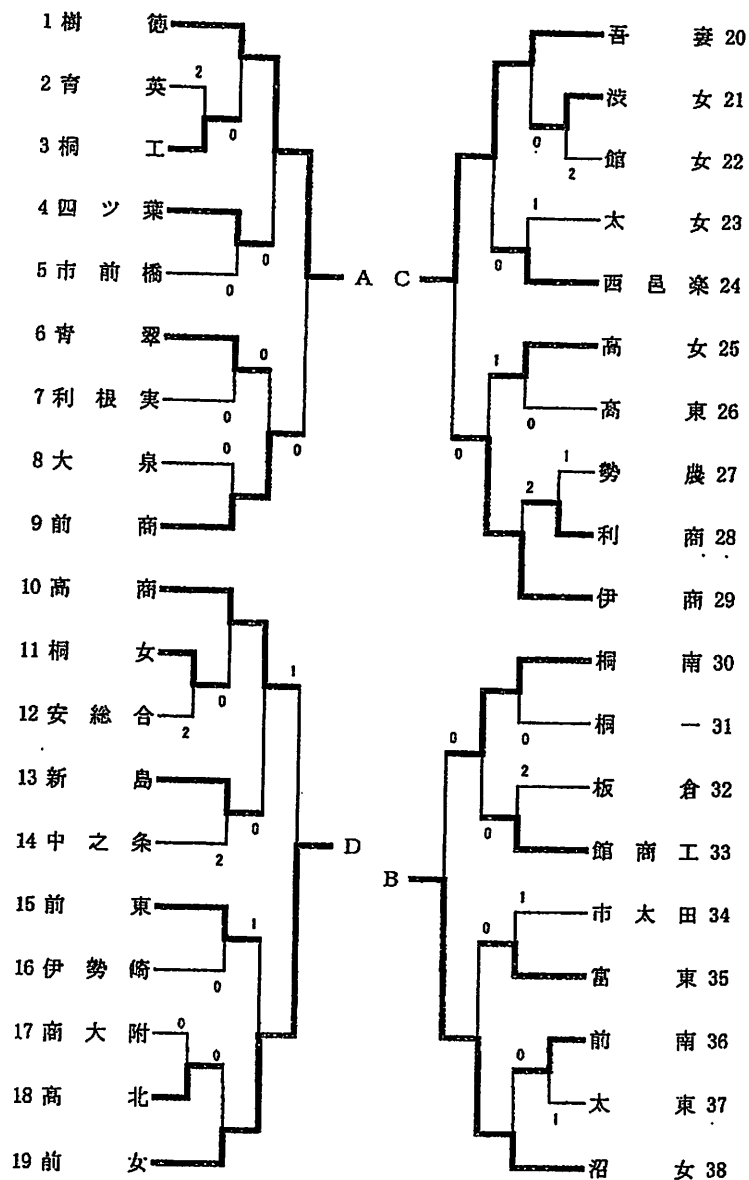 1 樹徳
2 育英
2
3 桐工
0
4 四ツ葉
0
5 市前橋
0
A
6 青翠
0
7 利根実
0
8 大泉
0
0
9 前商
10 高商
11 桐女
0
12 安総合
2
1
13 新島
0
14 中之条
2
D
15 前東
1
16 伊勢崎
0
17 商大附
0
0
18 高北
19 前女
吾妻 20
渋女 21
0
館女 22
2
太女 23
1
0
西邑楽 24
C
高女 25
1
高東 26
0
0
勢農 27
1
2
利商 28
伊商 29
桐南 30
0
桐一 31
0
板倉 32
2
0
館商工 33
B
市太田 34
1
0
富東 35
前南 36
0
太東 37
1
沼女 38